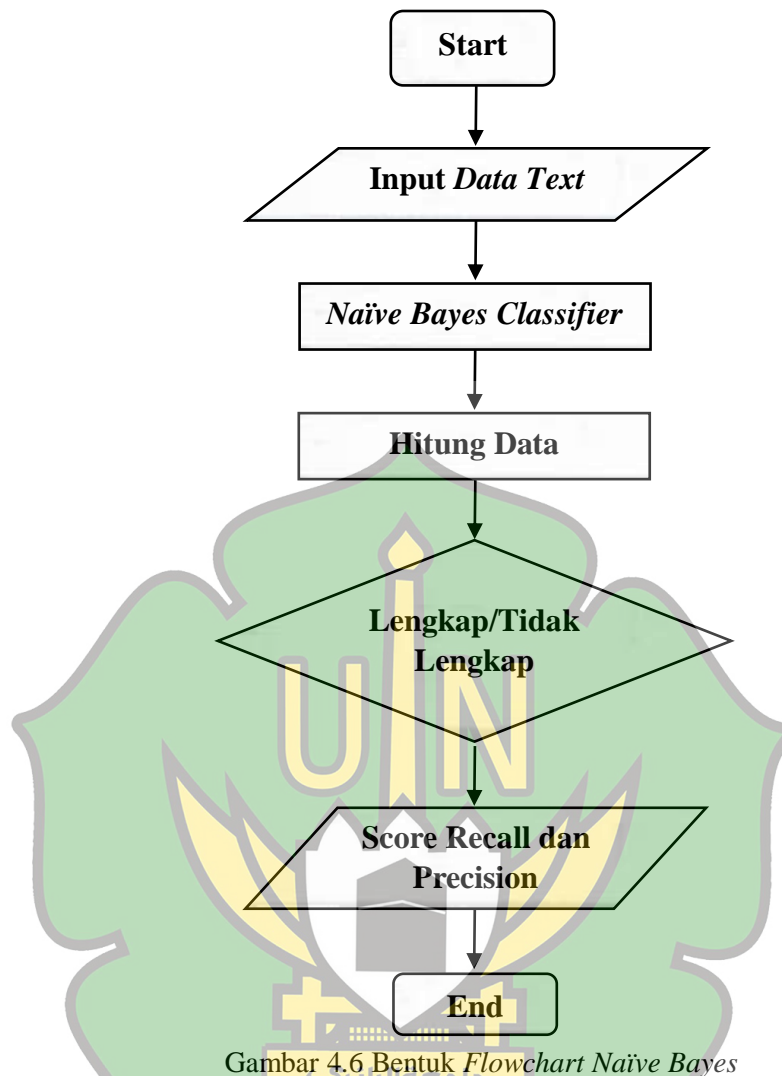 Start
Input Data Text
Naïve Bayes Classifier
Hitung Data
Lengkap/Tidak
Lengkap
UIN
Score Recall dan
Precision
End
Gambar 4.6 Bentuk Flowchart Naïve Bayes